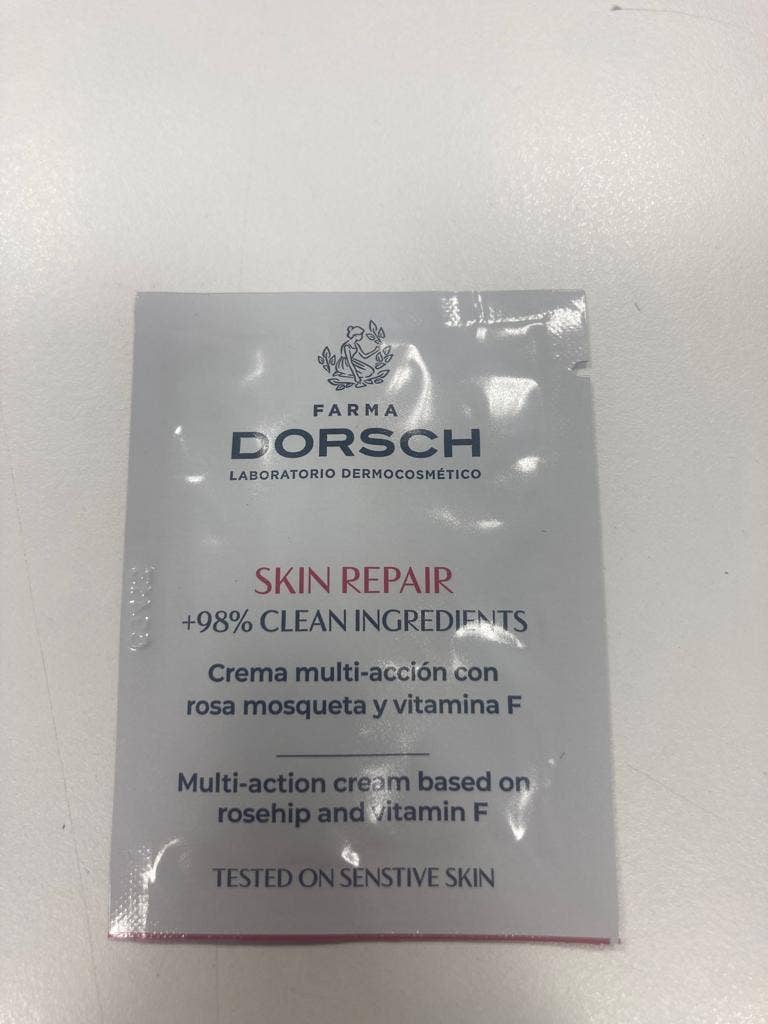 FARMA
DORSCH
LABORATORIO DERMOCOSMÉTICO
SKIN REPAIR
+98% CLEAN INGREDIENTS
Crema multi-acción con
rosa mosqueta y vitamina F
Multi-action cream based on
rosehip and vitamin F
TESTED ON SENSTIVE SKIN